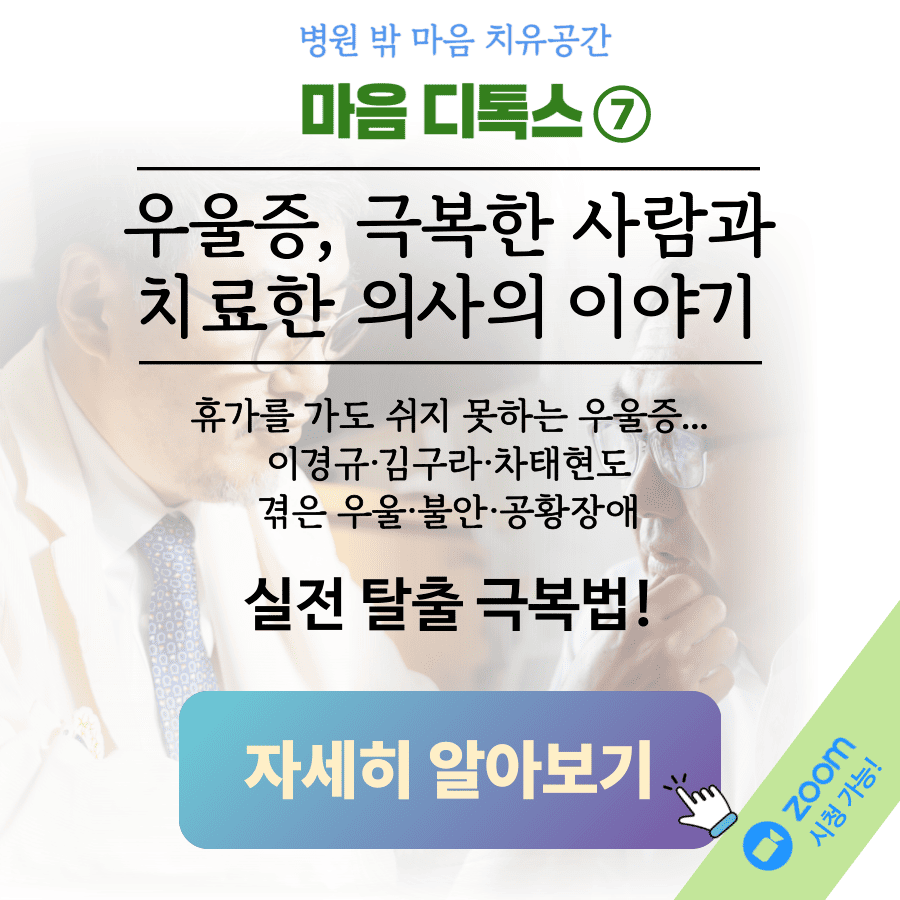 병원 밖 마음 치유공간
마음 디톡스⑦
우울증, 극복한 사람과
치료한 의사의 이야기
휴가를 가도 쉬지 못하는 우울증...
이경규·김구라·차태현도
겪은 우울·불안·공황장애
실전 탈출 극복법!
자세히 알아보기
zoom
시청 가능!